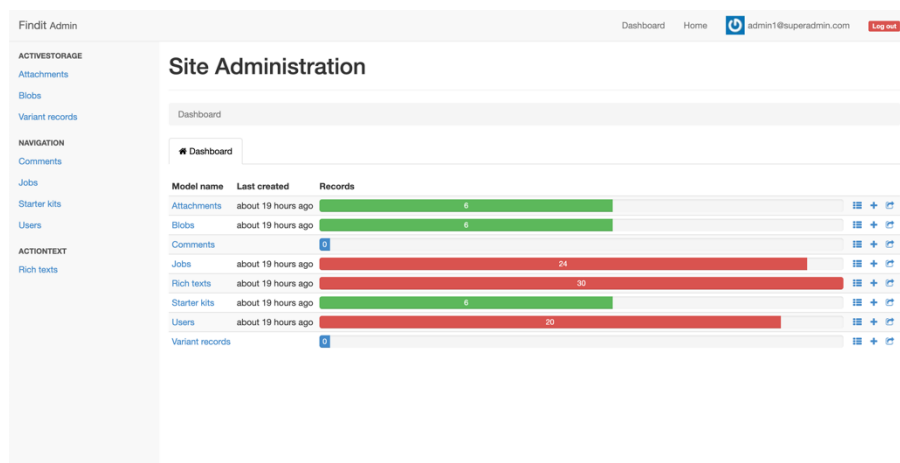 Findit Admin
Dashboard Home admin1@superadmin.com Log out
ACTIVESTORAGE
Attachments
Blobs
Variant records
NAVIGATION
Comments
Jobs
Starter kits
Users
ACTIONTEXT
Rich texts
Site Administration
Dashboard
Dashboard
Model name Last created Records
Attachments about 19 hours ago 6
Blobs about 19 hours ago 6
Comments 0
Jobs about 19 hours ago 24
Rich texts about 19 hours ago 30
Starter kits about 19 hours ago 6
Users about 19 hours ago 20
Variant records 0